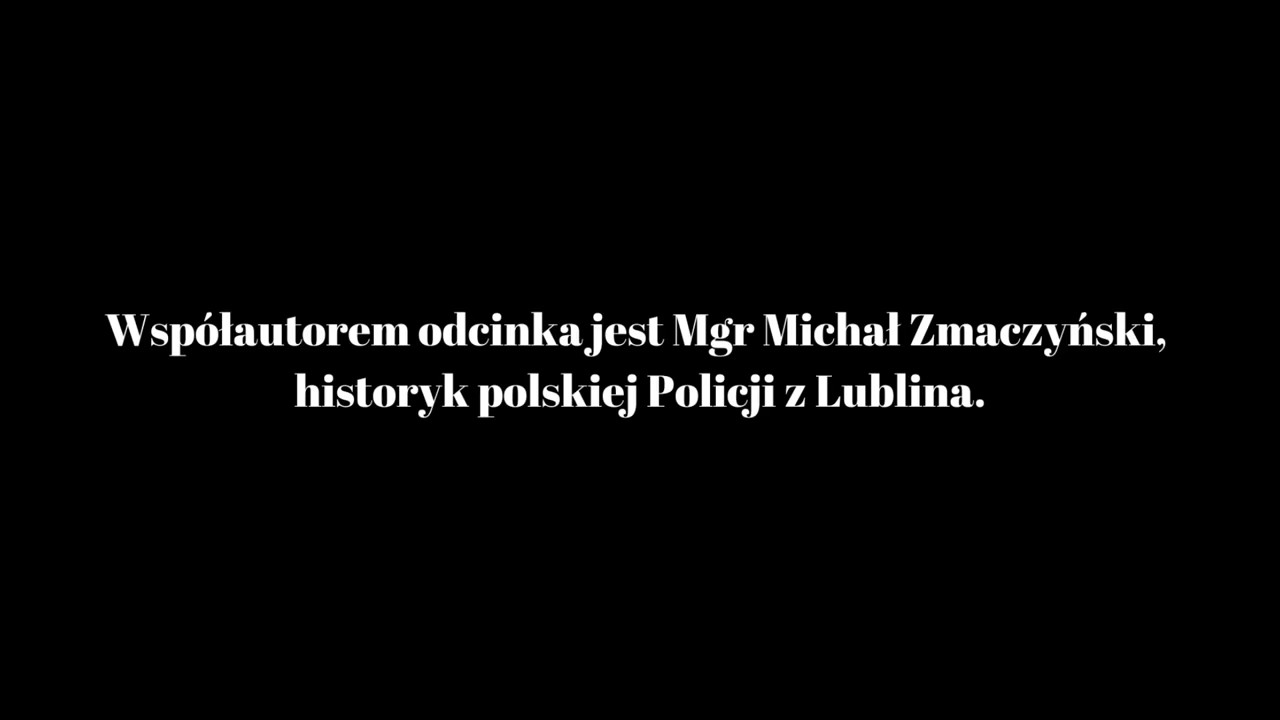 Współautorem odcinka jest Mgr Michał Zmaczyński,
historyk polskiej Policji z Lublina.